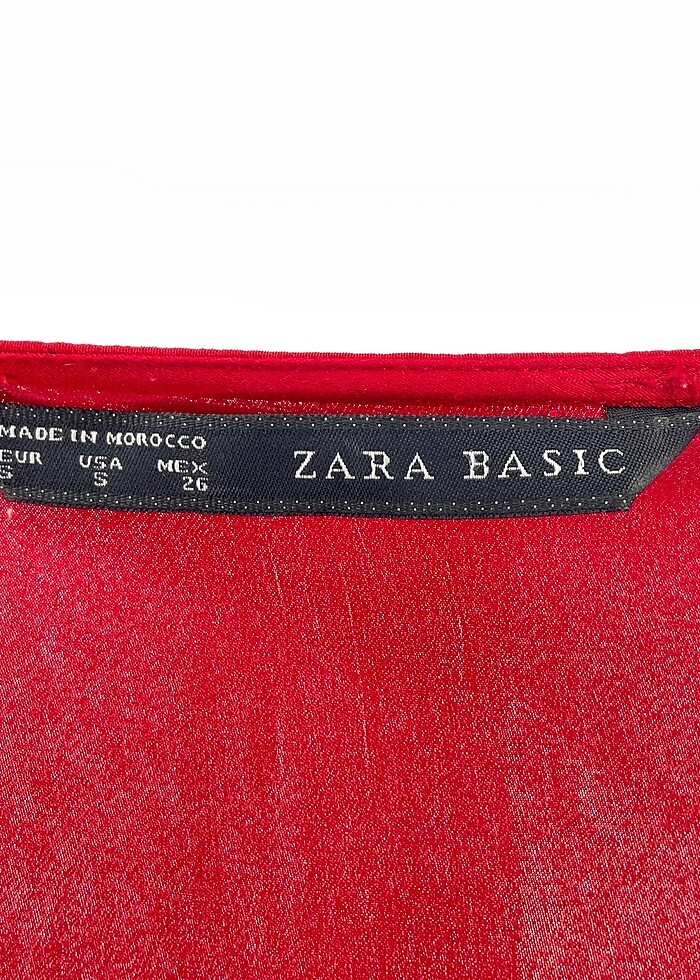 MADE IN MOROCCO
EUR USA MEX
S S 26
ZARA BASIC